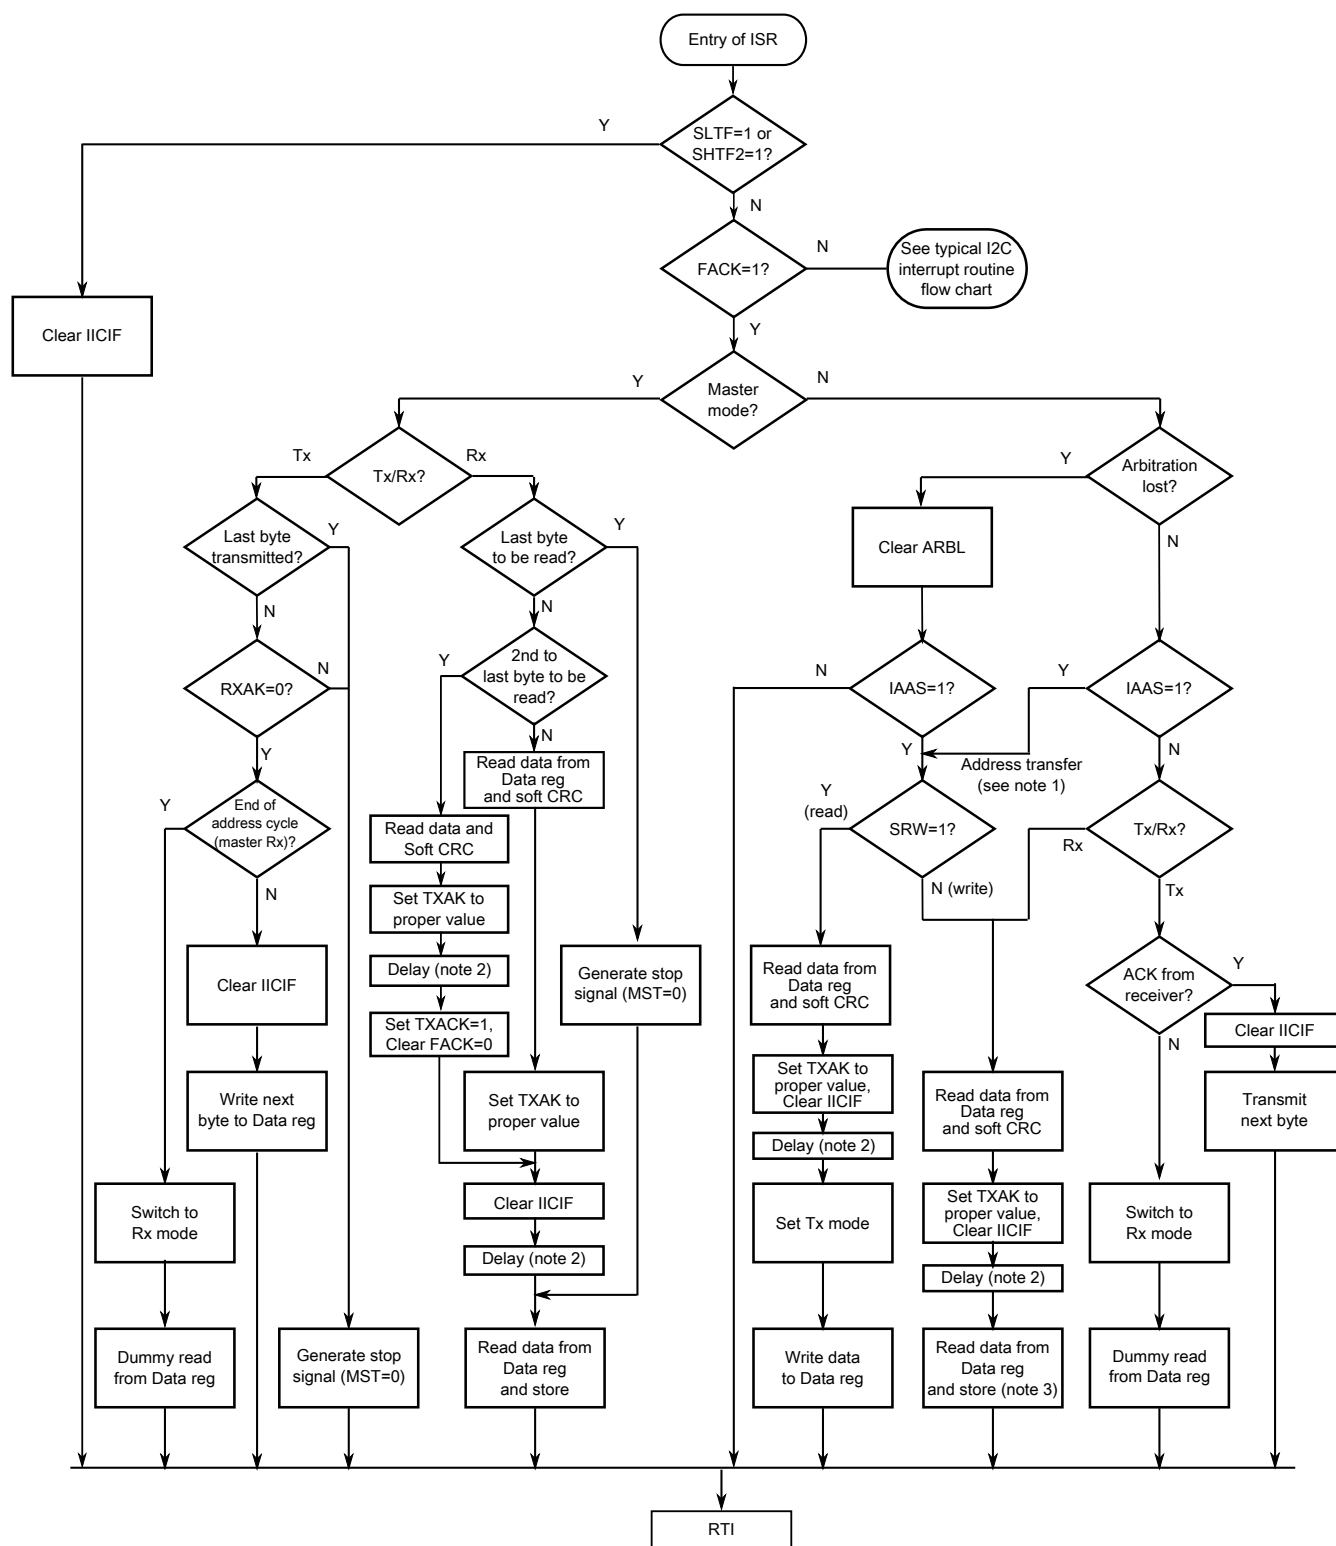 Entry of ISR
Y
SLTF=1 or
SHTF2=1?
N
FACK=1?
N
See typical I2C
interrupt routine
flow chart
Clear IICIF
Y
Y
Master
mode?
N
Tx
Tx/Rx?
Rx
Y
Arbitration
lost?
Last byte
transmitted?
Y
Last byte
to be read?
Y
Clear ARBL
N
N
N
RXAK=0?
N
Y
2nd to
last byte to be
read?
N
IAAS=1?
Y
IAAS=1?
Y
N
Read data from
Data reg
and soft CRC
Y
Address transfer
(see note 1)
N
Y
End of
address cycle
(master Rx)?
Read data and
Soft CRC
Y
(read)
SRW=1?
Rx
Tx/Rx?
N
Set TXAK to
proper value
N (write)
Tx
Clear IICIF
Delay (note 2)
Generate stop
signal (MST=0)
Read data from
Data reg
and soft CRC
ACK from
receiver?
Y
Set TXACK=1,
Clear FACK=0
Clear IICIF
N
Write next
byte to Data reg
Set TXAK to
proper value
Set TXAK to
proper value,
Clear IICIF
Read data from
Data reg
and soft CRC
Transmit
next byte
Delay (note 2)
Switch to
Rx mode
Clear IICIF
Set Tx mode
Set TXAK to
proper value,
Clear IICIF
Switch to
Rx mode
Delay (note 2)
Delay (note 2)
Dummy read
from Data reg
Generate stop
signal (MST=0)
Read data from
Data reg
and store
Write data
to Data reg
Read data from
Data reg
and store (note 3)
Dummy read
from Data reg
RTI